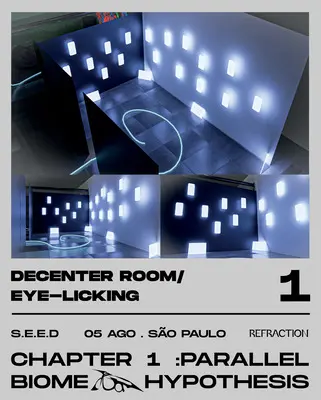 DECENTER ROOM/
EYE–LICKING
1
S.E.E.D 05 AGO . SÃO PAULO REFRACTION
CHAPTER 1 :PARALLEL
BIOME HYPOTHESIS